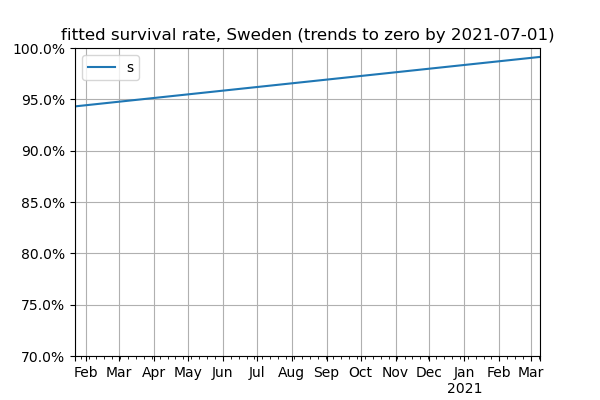 fitted survival rate, Sweden (trends to zero by 2021-07-01)
100.0%
s
95.0%
90.0%
85.0%
80.0%
75.0%
70.0%
Feb Mar Apr May Jun Jul Aug Sep Oct Nov Dec Jan Feb Mar
2021